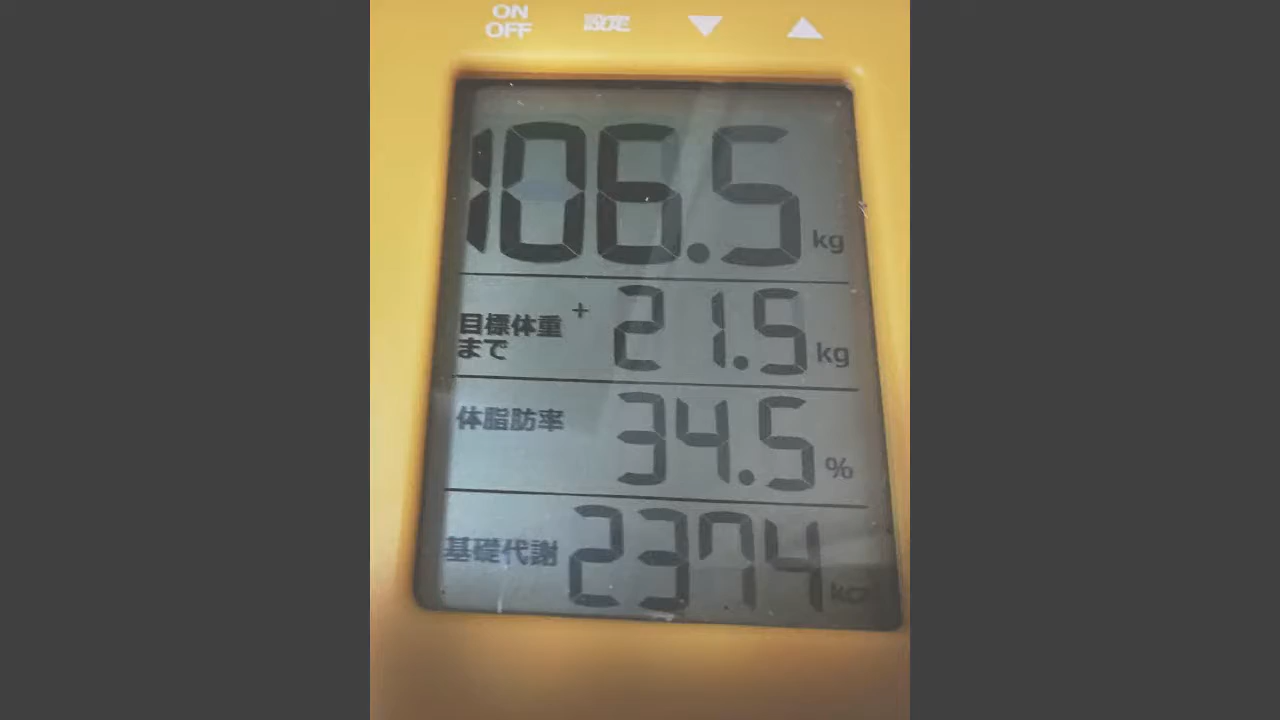 ON
OFF
設定
▼
▲
106.5 kg
目標体重
まで
+21.5 kg
体脂肪率 34.5 %
基礎代謝 2374